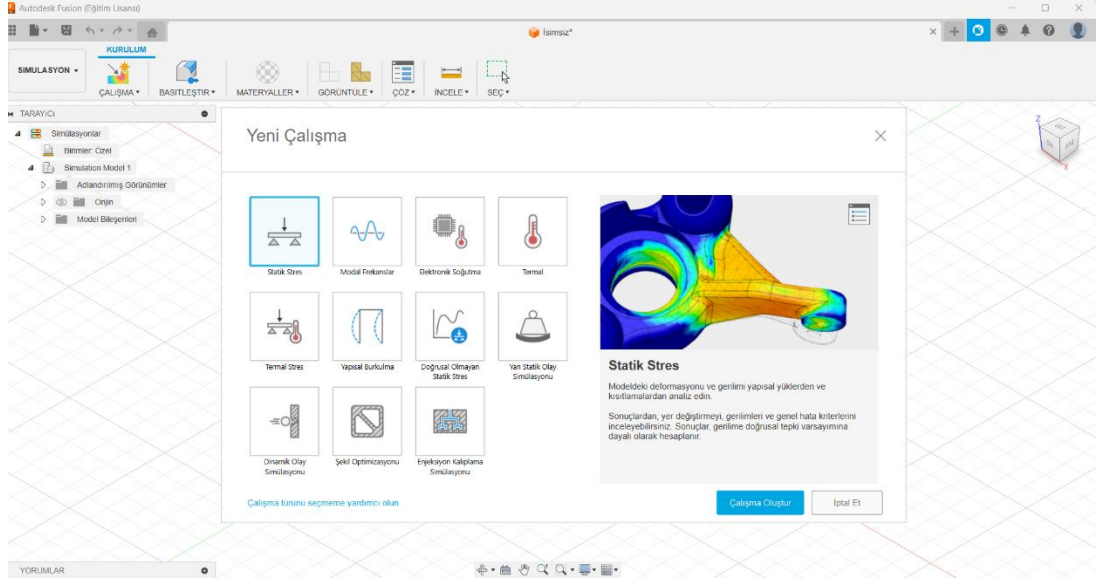 Autodesk Fusion (Eğitim Lisansı)
İsimsiz*
KURULUM
SIMULASYON
ÇALIŞMA
BASITLEŞTIR
MATERYALLER
GÖRÜNTÜLE
ÇÖZ
INCELE
SEÇ
TARAYICI
Simülasyonlar
Birimler: Özel
Simulation Model 1
Adlandırılmış Görünümler
Orijin
Model Bileşenleri
Yeni Çalışma
Statik Stres
Modal Frekanslar
Elektronik Soğutma
Termal
Termal Stres
Yapısal Burkulma
Doğrusal Olmayan
Statik Stres
Yarı Statik Olay
Simülasyonu
Dinamik Olay
Simülasyonu
Şekil Optimizasyonu
Enjeksiyon Kalıplama
Simülasyonu
Statik Stres
Modeldeki deformasyonu ve gerilimi yapısal yüklerden ve
kısıtlamalardan analiz edin.
Sonuçlardan, yer değiştirmeyi, gerilimleri ve genel hata kriterlerini
inceleyebilirsiniz. Sonuçlar, gerilime doğrusal tepki varsayımına
dayalı olarak hesaplanır.
Çalışma türünü seçmeme yardımcı olun
Çalışma Oluştur
İptal Et
Z
X
YORUMLAR